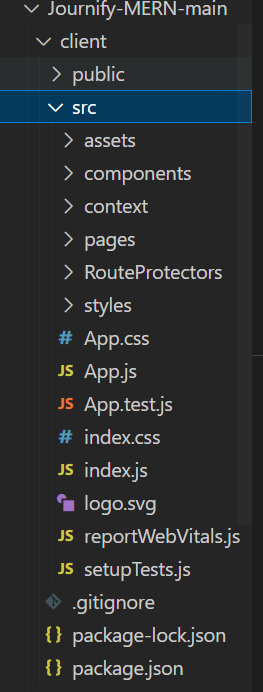 Journify-MERN-main
client
public
src
assets
components
context
pages
RouteProtectors
styles
# App.css
JS App.js
JS App.test.js
# index.css
JS index.js
logo.svg
JS reportWebVitals.js
JS setupTests.js
.gitignore
{} package-lock.json
{} package.json